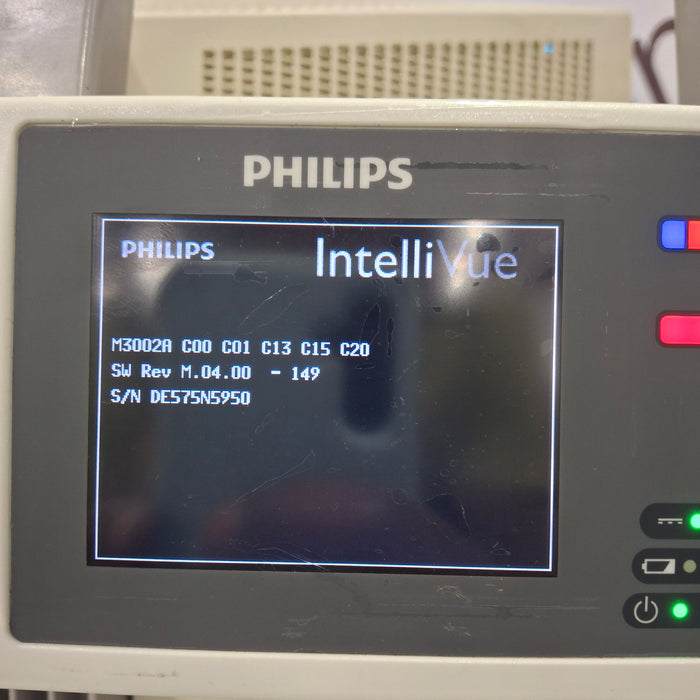 PHILIPS
PHILIPS IntelliVue
M3002A C00 C01 C13 C15 C20
SW Rev M.04.00 - 149
S/N DE575N5950